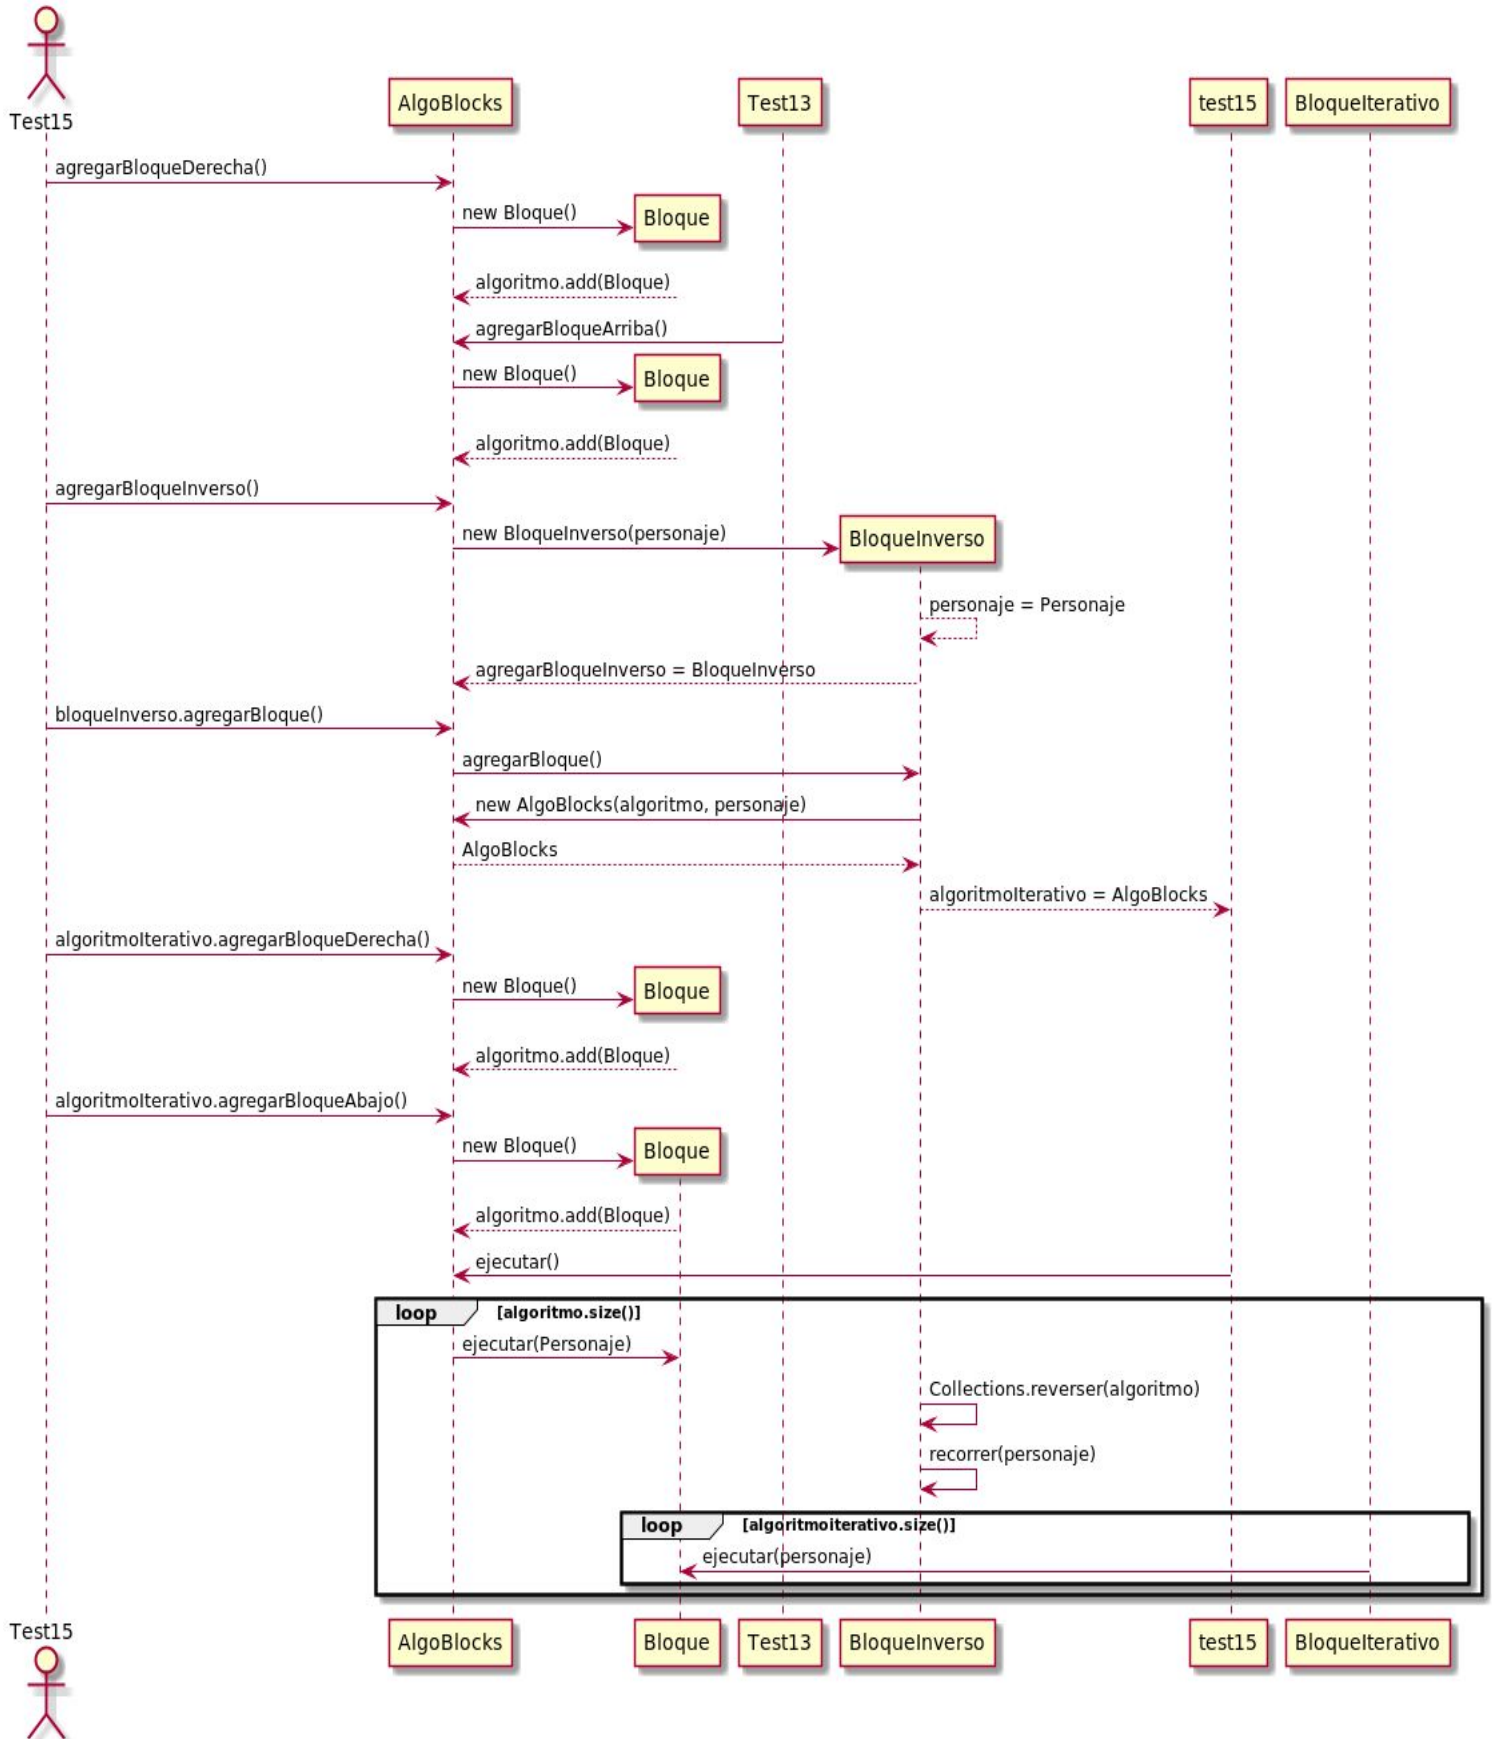 Test15
AlgoBlocks
Test13
test15
BloqueIterativo
agregarBloqueDerecha()
new Bloque()
Bloque
algoritmo.add(Bloque)
agregarBloqueArriba()
new Bloque()
Bloque
algoritmo.add(Bloque)
agregarBloqueInverso()
new BloqueInverso(personaje)
BloqueInverso
personaje = Personaje
agregarBloqueInverso = BloqueInverso
bloqueInverso.agregarBloque()
agregarBloque()
new AlgoBlocks(algoritmo, personaje)
AlgoBlocks
algoritmoIterativo = AlgoBlocks
algoritmoIterativo.agregarBloqueDerecha()
new Bloque()
Bloque
algoritmo.add(Bloque)
algoritmoIterativo.agregarBloqueAbajo()
new Bloque()
Bloque
algoritmo.add(Bloque)
ejecutar()
loop [algoritmo.size()]
ejecutar(Personaje)
Collections.reverser(algoritmo)
recorrer(personaje)
loop [algoritmoiterativo.size()]
ejecutar(personaje)
Test15
AlgoBlocks
Bloque
Test13
BloqueInverso
test15
BloqueIterativo